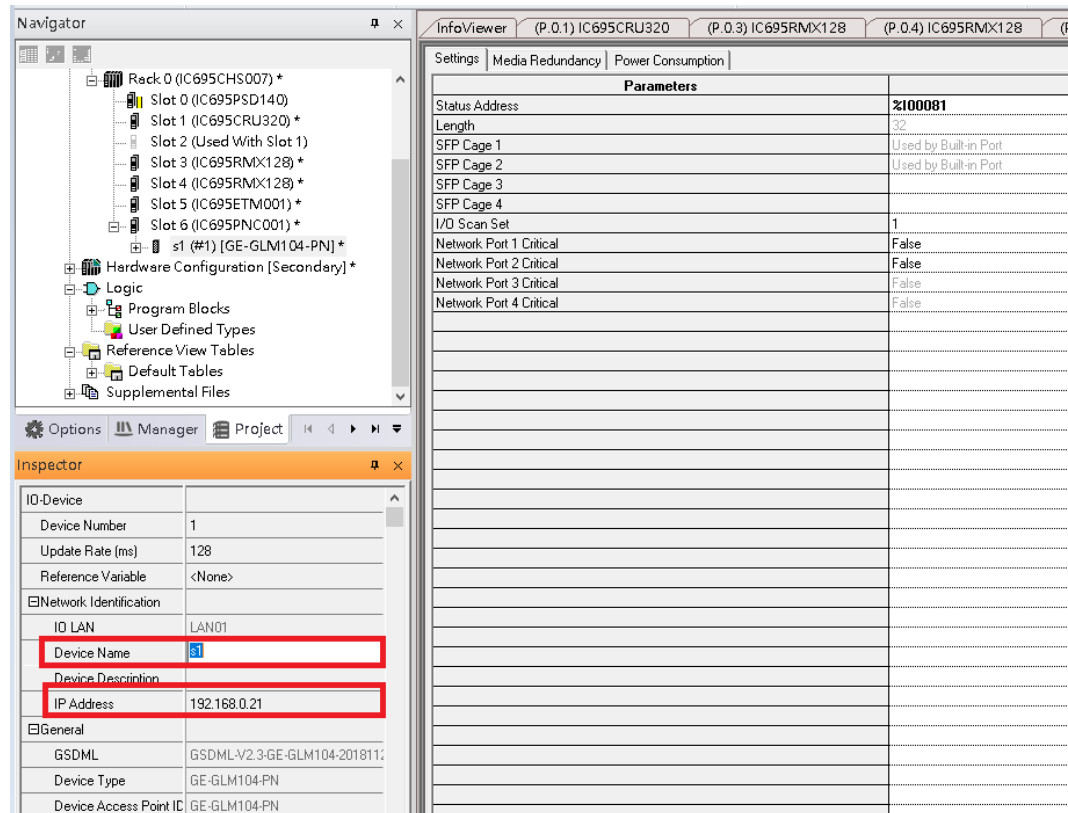 Navigator
Rack 0 (IC695CHS007) *
Slot 0 (IC695PSD140)
Slot 1 (IC695CRU320) *
Slot 2 (Used With Slot 1)
Slot 3 (IC695RMX128) *
Slot 4 (IC695RMX128) *
Slot 5 (IC695ETM001) *
Slot 6 (IC695PNC001) *
s1 (#1) [GE-GLM104-PN] *
Hardware Configuration [Secondary] *
Logic
Program Blocks
User Defined Types
Reference View Tables
Default Tables
Supplemental Files
Options Manager Project
Inspector
IO-Device
Device Number 1
Update Rate (ms) 128
Reference Variable <None>
Network Identification
IO LAN LAN01
Device Name s1
Device Description
IP Address 192.168.0.21
General
GSDML GSDML-V2.3-GE-GLM104-2018112
Device Type GE-GLM104-PN
Device Access Point ID GE-GLM104-PN
InfoViewer (P.0.1) IC695CRU320 (P.0.3) IC695RMX128 (P.0.4) IC695RMX128
Settings Media Redundancy Power Consumption
Parameters
Status Address %I00081
Length 32
SFP Cage 1 Used by Built-in Port
SFP Cage 2 Used by Built-in Port
SFP Cage 3
SFP Cage 4
I/O Scan Set 1
Network Port 1 Critical False
Network Port 2 Critical False
Network Port 3 Critical False
Network Port 4 Critical False